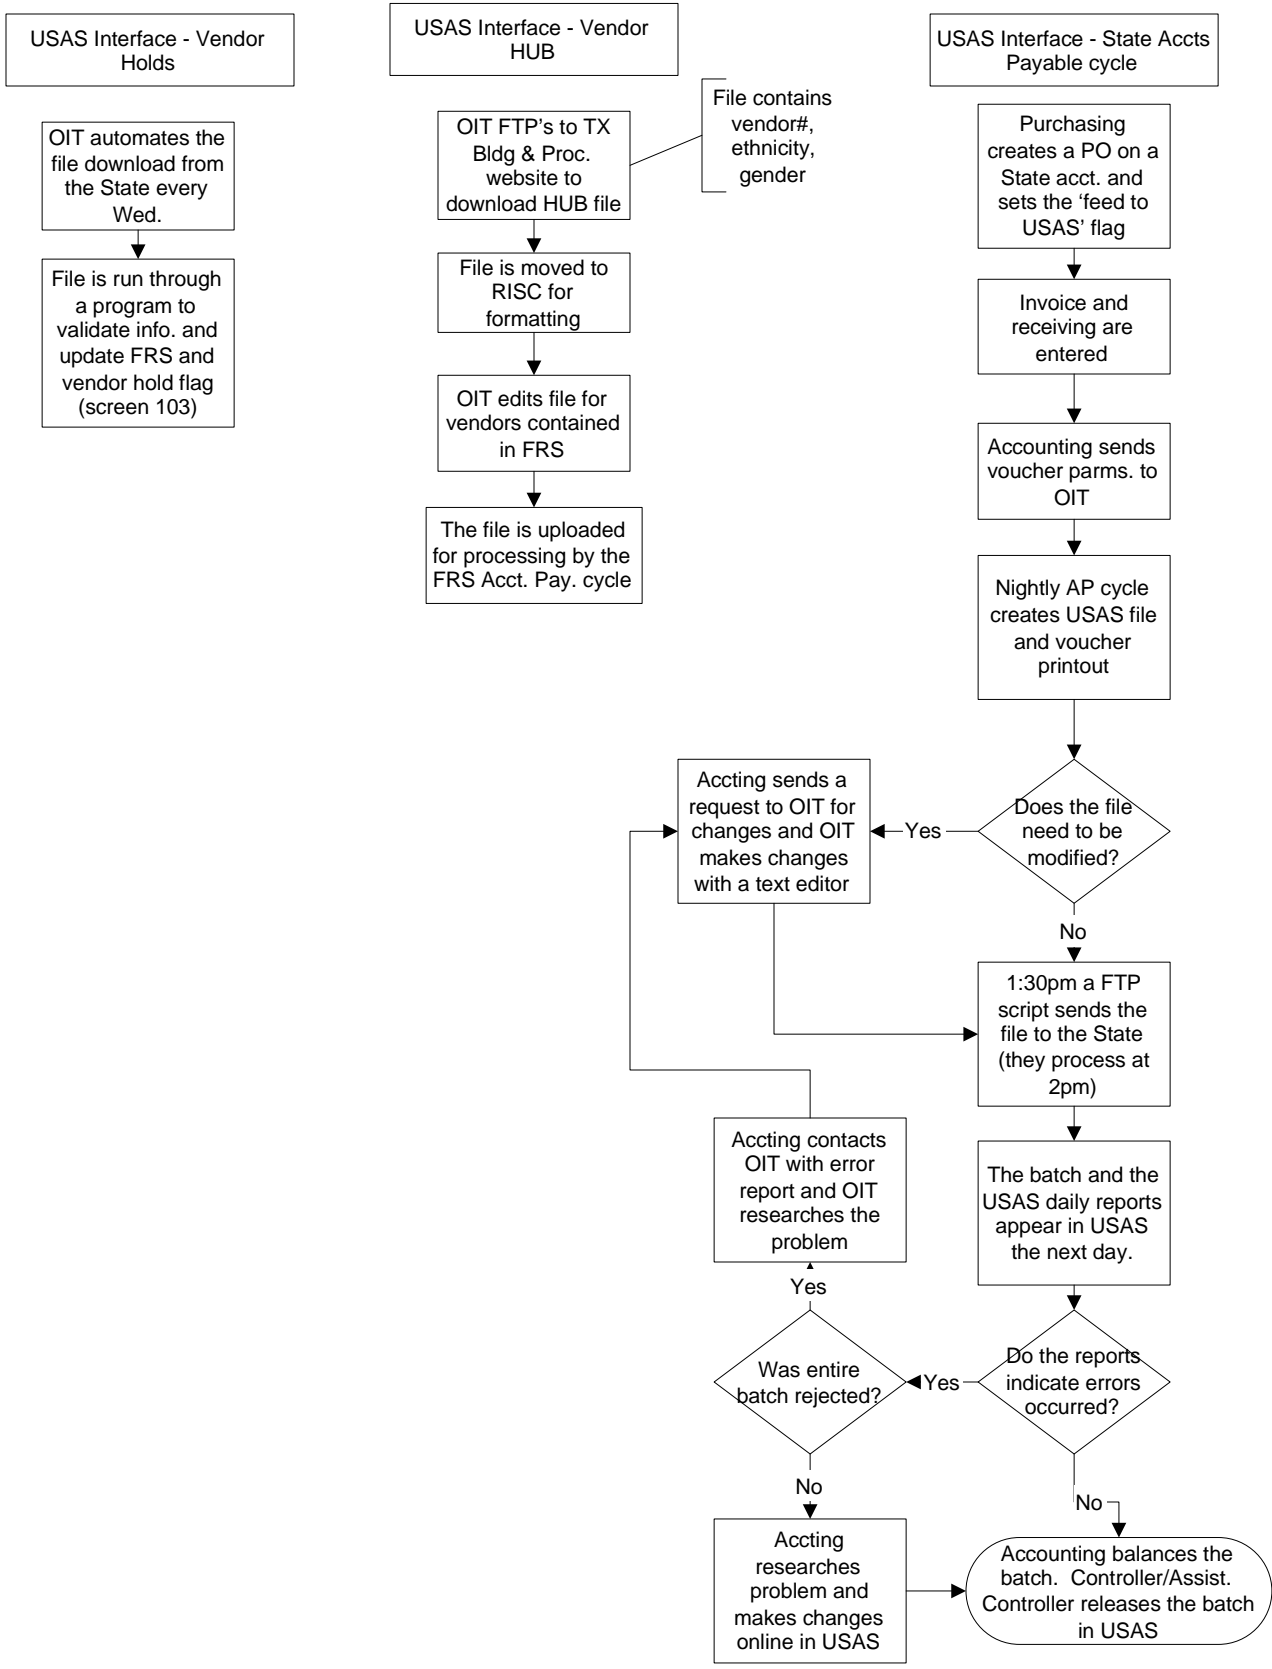 USAS Interface - Vendor
Holds
OIT automates the
file download from
the State every
Wed.
File is run through
a program to
validate info. and
update FRS and
vendor hold flag
(screen 103)
USAS Interface - Vendor
HUB
OIT FTP's to TX
Bldg & Proc.
website to
download HUB file
File contains
vendor#,
ethnicity,
gender
File is moved to
RISC for
formatting
OIT edits file for
vendors contained
in FRS
The file is uploaded
for processing by the
FRS Acct. Pay. cycle
USAS Interface - State Accts
Payable cycle
Purchasing
creates a PO on a
State acct. and
sets the ‘feed to
USAS’ flag
Invoice and
receiving are
entered
Accounting sends
voucher parms. to
OIT
Nightly AP cycle
creates USAS file
and voucher
printout
Does the file
need to be
modified?
Yes
Accting sends a
request to OIT for
changes and OIT
makes changes
with a text editor
No
1:30pm a FTP
script sends the
file to the State
(they process at
2pm)
The batch and the
USAS daily reports
appear in USAS
the next day.
Do the reports
indicate errors
occurred?
Yes
Was entire
batch rejected?
Yes
Accting contacts
OIT with error
report and OIT
researches the
problem
No
Accting
researches
problem and
makes changes
online in USAS
No
Accounting balances the
batch.  Controller/Assist.
Controller releases the batch
in USAS